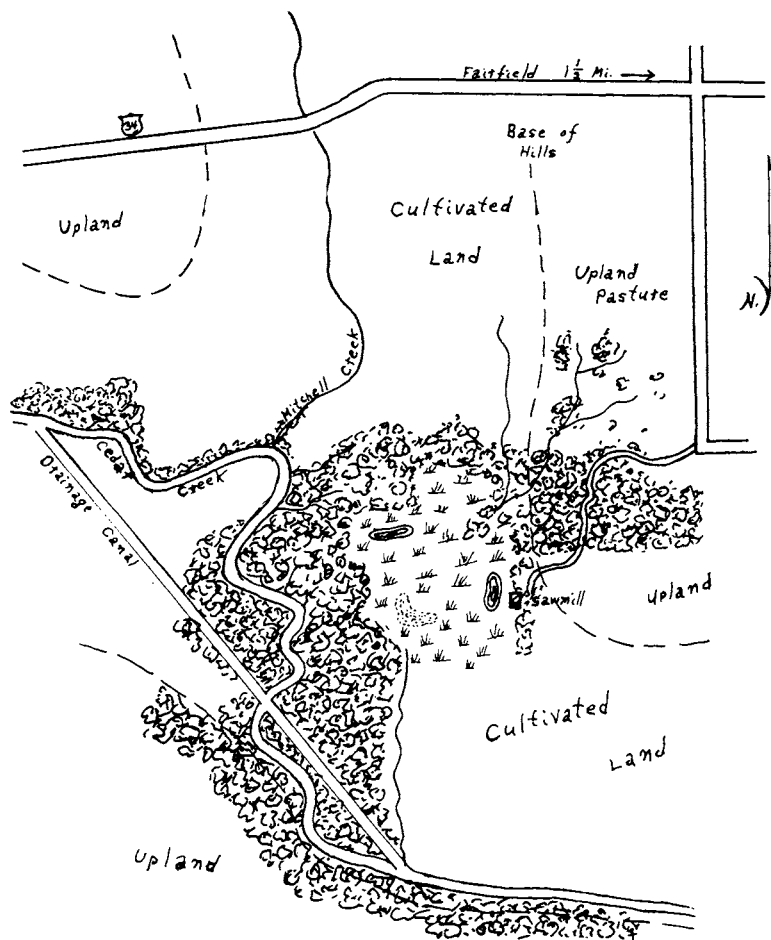 Fairfield 1½ Mi.
34
Base of
Hills
Upland
Cultivated
Land
Upland
Pasture
N.
Mitchell Creek
Cedar Creek
Drainage Canal
Sawmill
Upland
Cultivated
Land
Upland